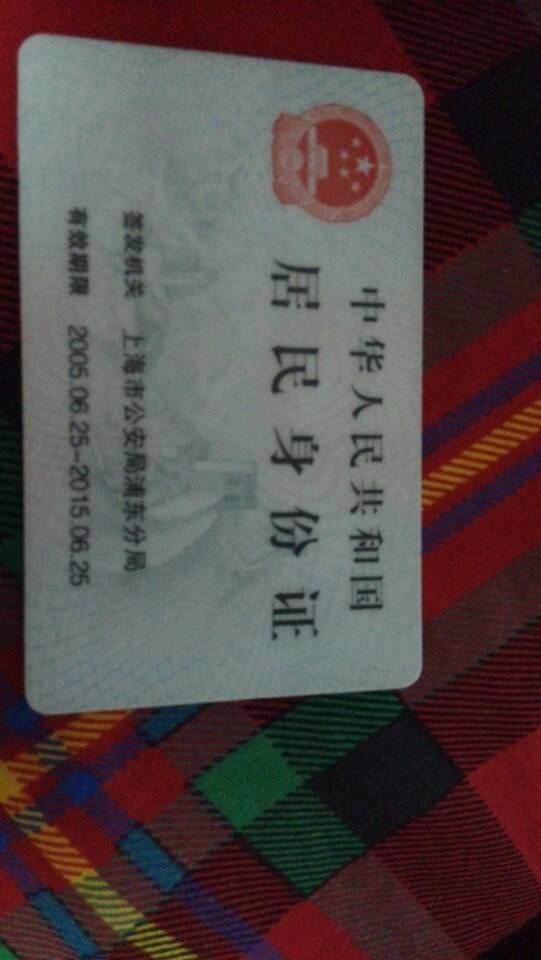 中华人民共和国
居民身份证
签发机关 上海市公安局浦东分局
有效期限 2005.06.25-2015.06.25